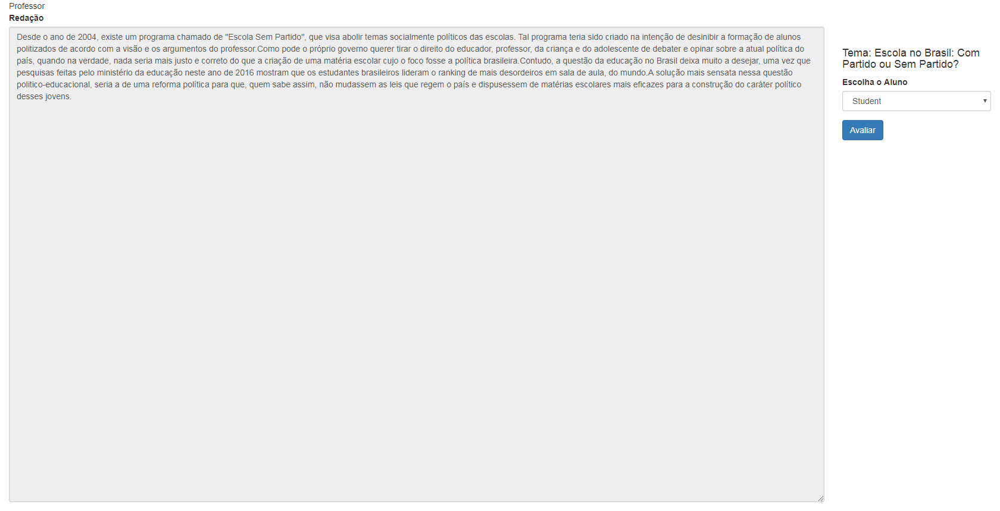 Professor
Redação
Desde o ano de 2004, existe um programa chamado de "Escola Sem Partido", que visa abolir temas socialmente políticos das escolas. Tal programa teria sido criado na intenção de desinibir a formação de alunos
politizados de acordo com a visão e os argumentos do professor.Como pode o próprio governo querer tirar o direito do educador, professor, da criança e do adolescente de debater e opinar sobre a atual política do
país, quando na verdade, nada seria mais justo e correto do que a criação de uma matéria escolar cujo o foco fosse a política brasileira.Contudo, a questão da educação no Brasil deixa muito a desejar, uma vez que
pesquisas feitas pelo ministério da educação neste ano de 2016 mostram que os estudantes brasileiros lideram o ranking de mais desordeiros em sala de aula, do mundo.A solução mais sensata nessa questão
politico-educacional, seria a de uma reforma política para que, quem sabe assim, não mudassem as leis que regem o país e dispusessem de matérias escolares mais eficazes para a construção do caráter político
desses jovens.
Tema: Escola no Brasil: Com
Partido ou Sem Partido?
Escolha o Aluno
Student
Avaliar